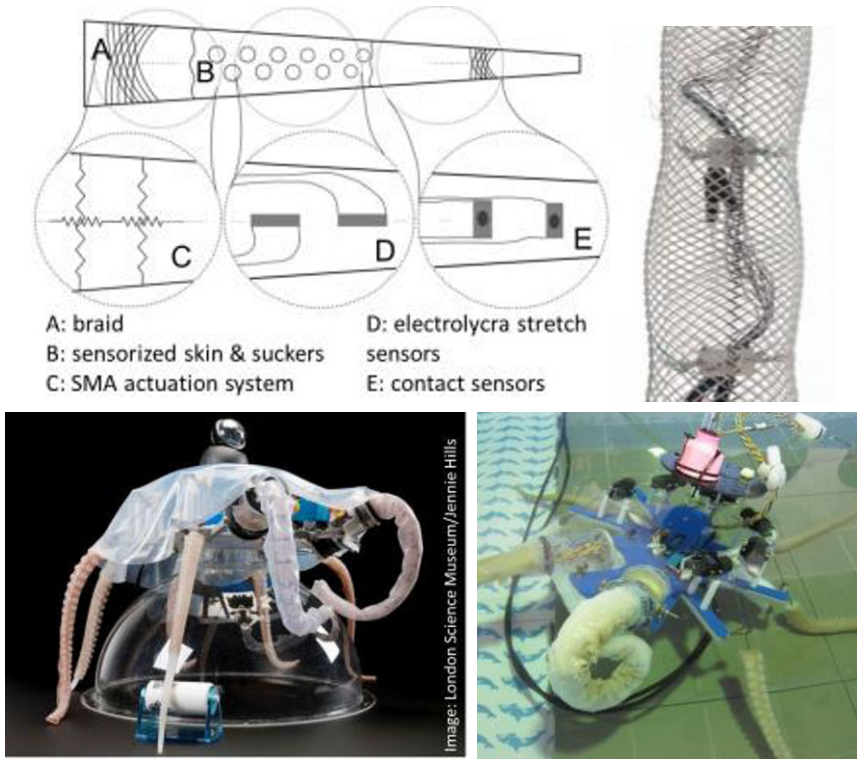 A
B
C
D
E
A: braid
B: sensorized skin & suckers
C: SMA actuation system
D: electrolycra stretch
sensors
E: contact sensors
Image: London Science Museum/Jennie Hills